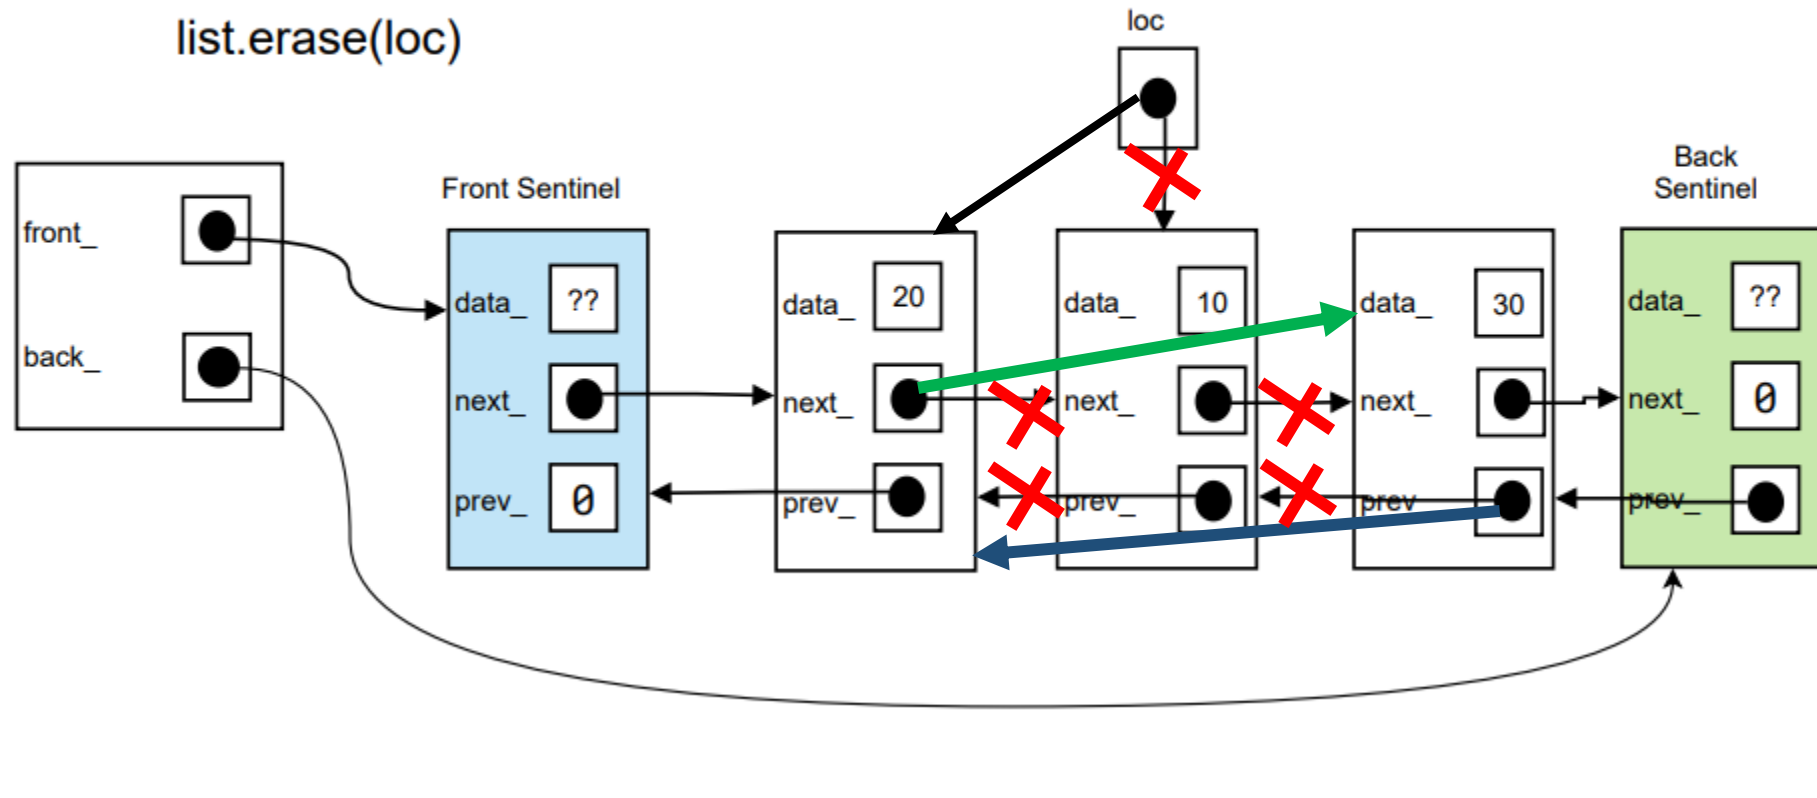 list.erase(loc)
loc
front_
back_
Front Sentinel
data_ ??
next_
prev_ 0
data_ 20
next_
prev_
data_ 10
next_
prev_
data_ 30
next_
prev_
Back
Sentinel
data_ ??
next_ 0
prev_